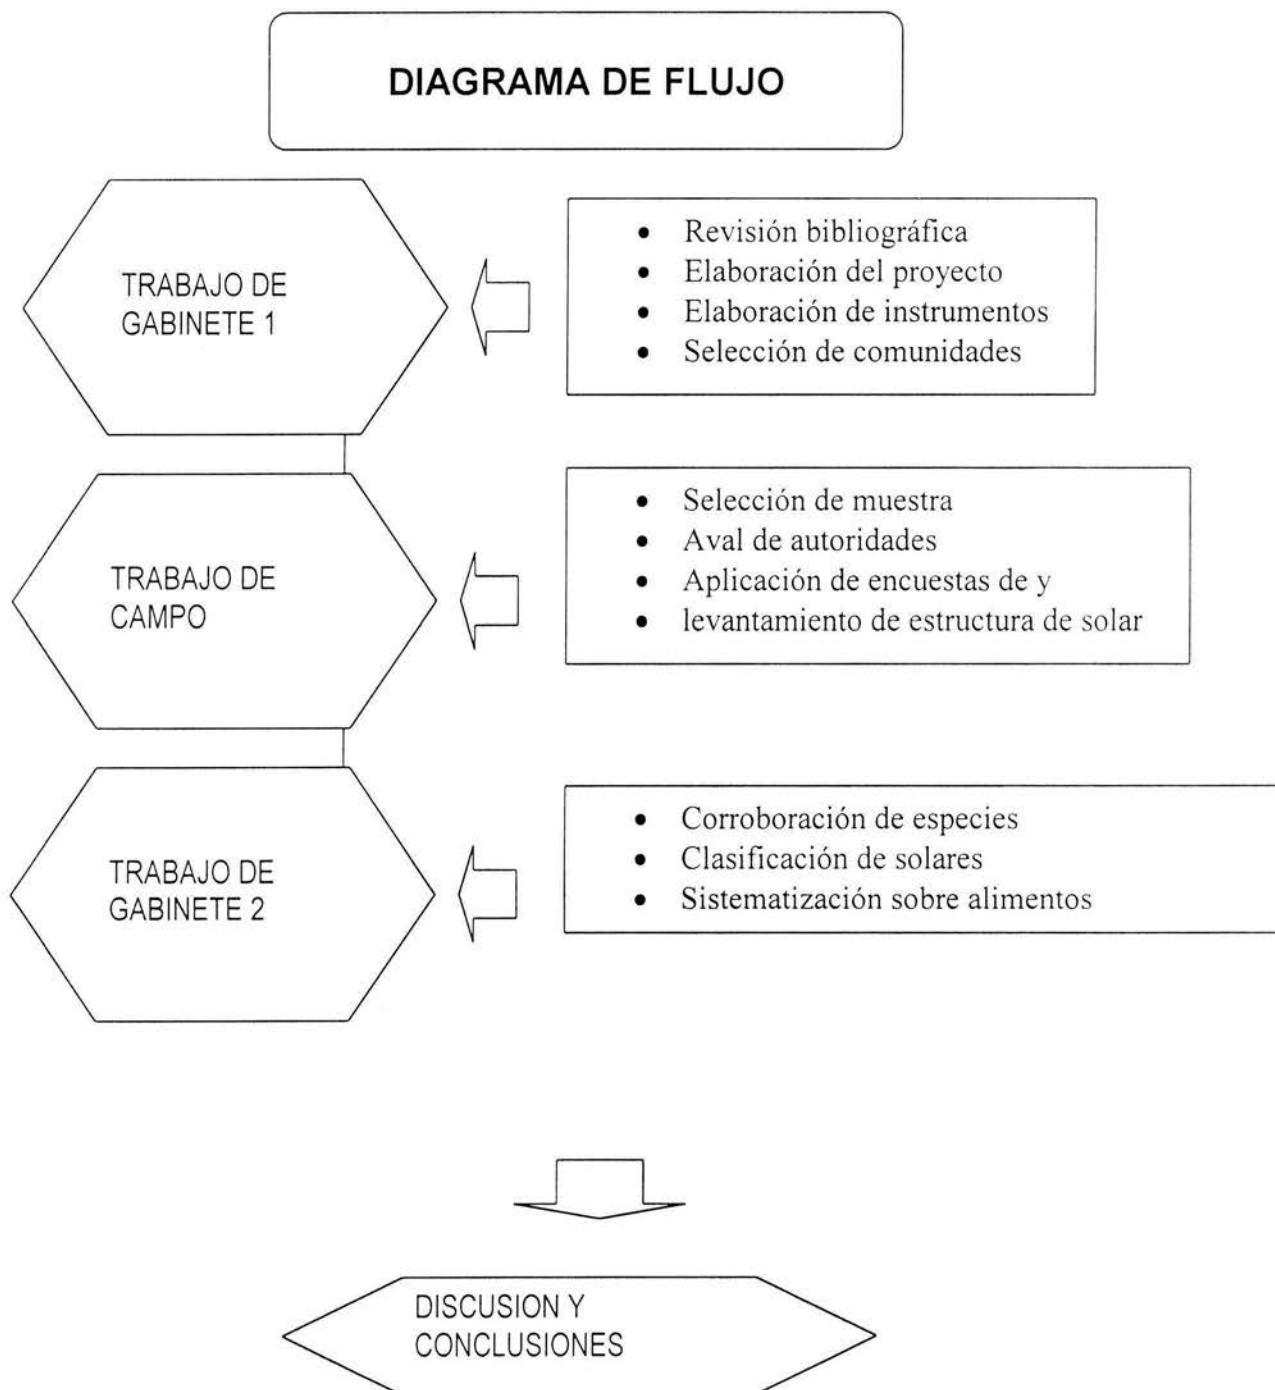 DIAGRAMA DE FLUJO
TRABAJO DE
GABINETE 1
• Revisión bibliográfica
• Elaboración del proyecto
• Elaboración de instrumentos
• Selección de comunidades
TRABAJO DE
CAMPO
• Selección de muestra
• Aval de autoridades
• Aplicación de encuestas de y
• levantamiento de estructura de solar
TRABAJO DE
GABINETE 2
• Corroboración de especies
• Clasificación de solares
• Sistematización sobre alimentos
DISCUSION Y
CONCLUSIONES